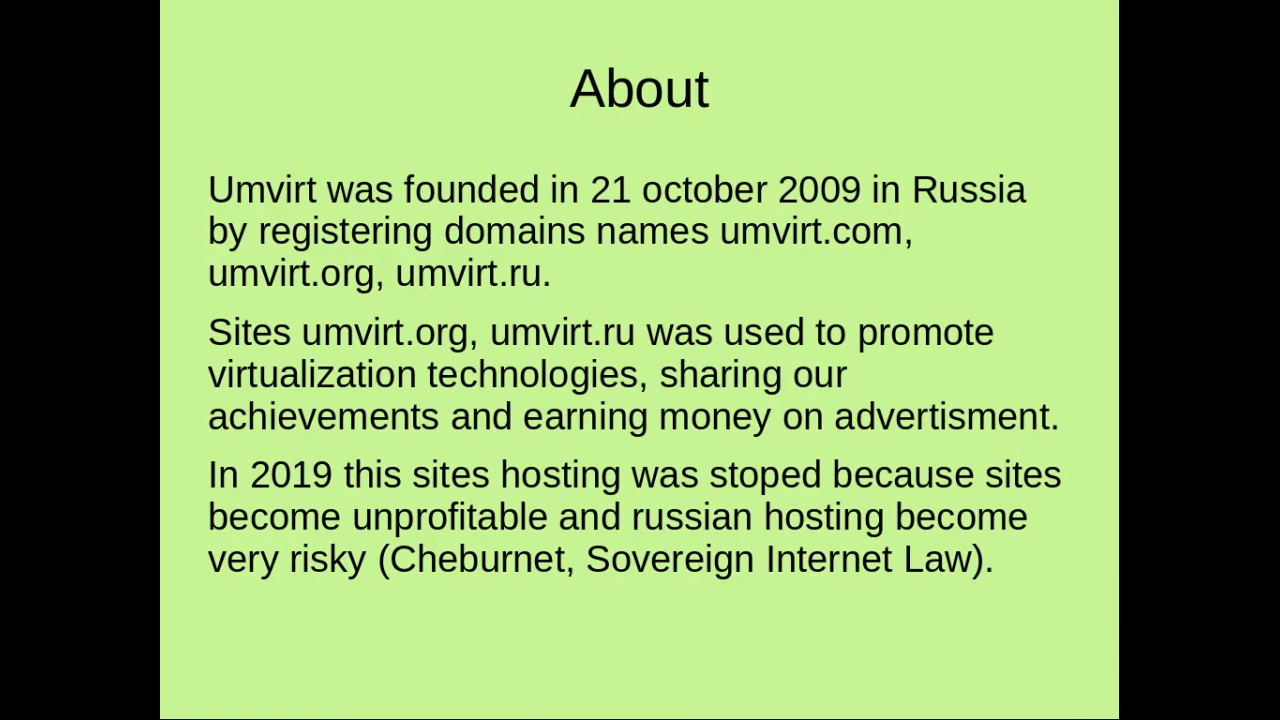 About
Umvirt was founded in 21 october 2009 in Russia
by registering domains names umvirt.com,
umvirt.org, umvirt.ru.
Sites umvirt.org, umvirt.ru was used to promote
virtualization technologies, sharing our
achievements and earning money on advertisment.
In 2019 this sites hosting was stoped because sites
become unprofitable and russian hosting become
very risky (Cheburnet, Sovereign Internet Law).